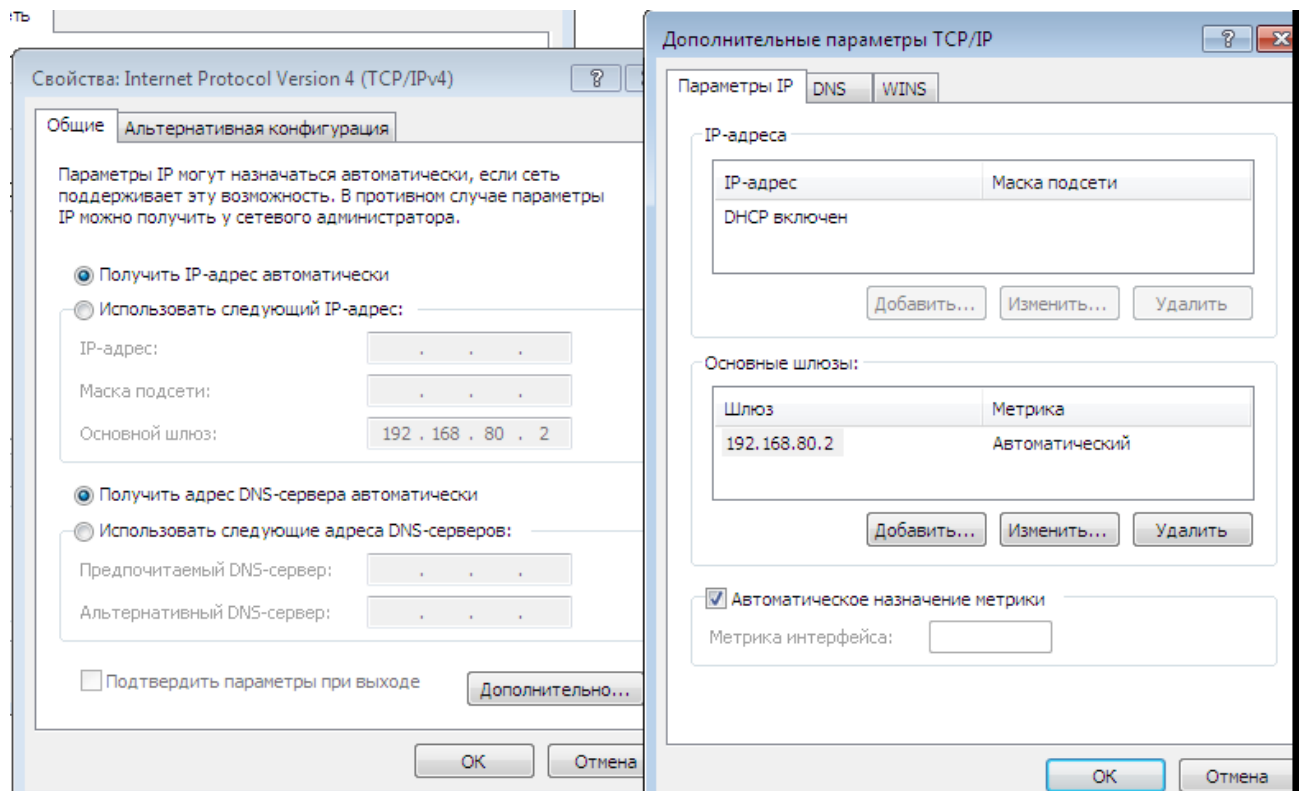 еть
Свойства: Internet Protocol Version 4 (TCP/IPv4)
Общие
Альтернативная конфигурация
Параметры IP могут назначаться автоматически, если сеть
поддерживает эту возможность. В противном случае параметры
IP можно получить у сетевого администратора.
Получить IP-адрес автоматически
Использовать следующий IP-адрес:
IP-адрес:
. . .
Маска подсети:
. . .
Основной шлюз:
192 . 168 . 80 . 2
Получить адрес DNS-сервера автоматически
Использовать следующие адреса DNS-серверов:
Предпочитаемый DNS-сервер:
. . .
Альтернативный DNS-сервер:
. . .
Подтвердить параметры при выходе
Дополнительно...
ОК
Отмена
Дополнительные параметры TCP/IP
?
Параметры IP
DNS
WINS
IP-адреса
IP-адрес
Маска подсети
DHCP включен
Добавить...
Изменить...
Удалить
Основные шлюзы:
Шлюз
Метрика
192.168.80.2
Автоматический
Добавить...
Изменить...
Удалить
Автоматическое назначение метрики
Метрика интерфейса:
ОК
Отмена